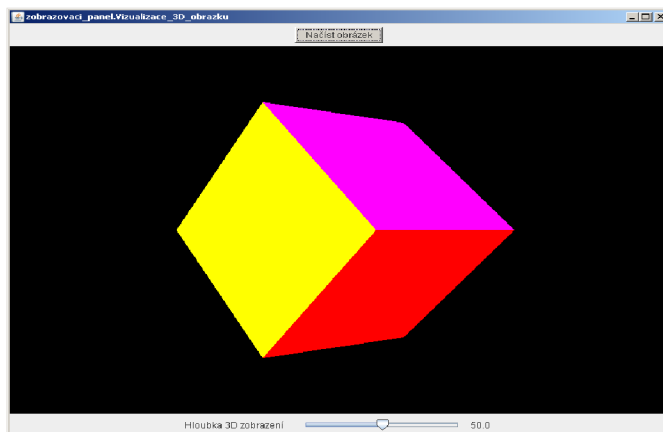 zobrazovaci_panel.Vizualizace_3D_obrazku
Načíst obrázek
Hloubka 3D zobrazení 50.0